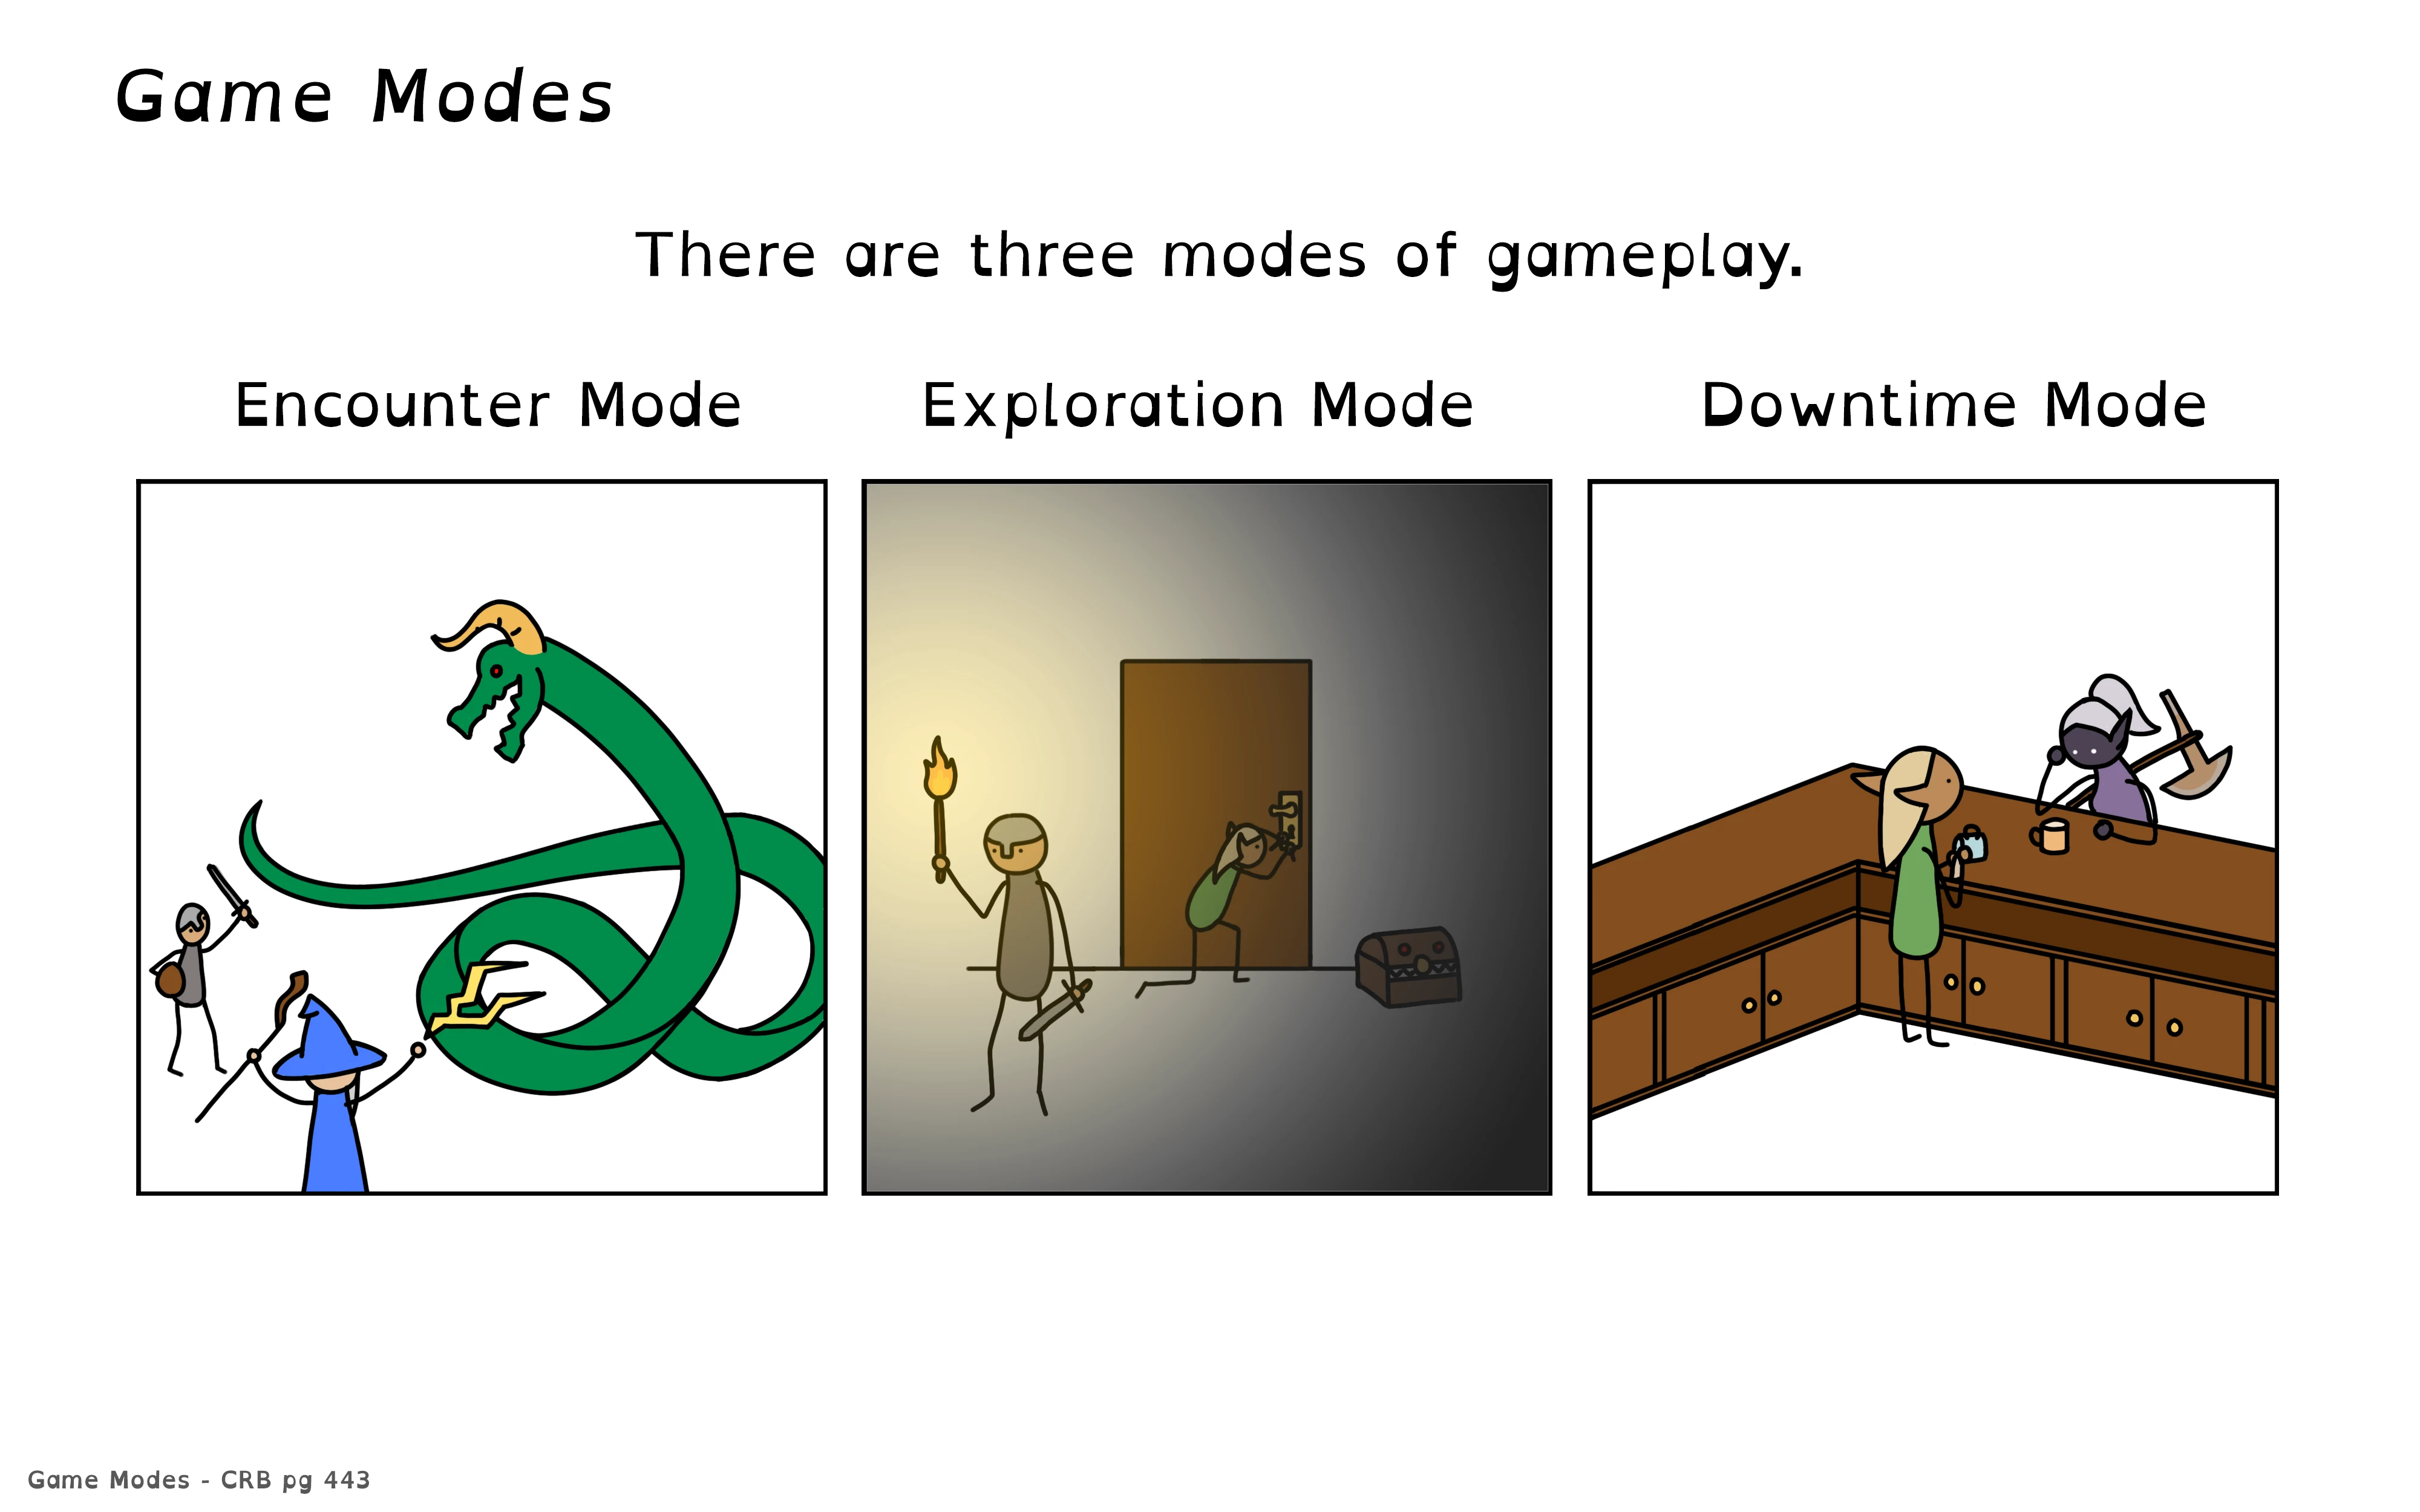 Game Modes
There are three modes of gameplay.
Encounter Mode
Exploration Mode
Downtime Mode
Game Modes - CRB pg 443